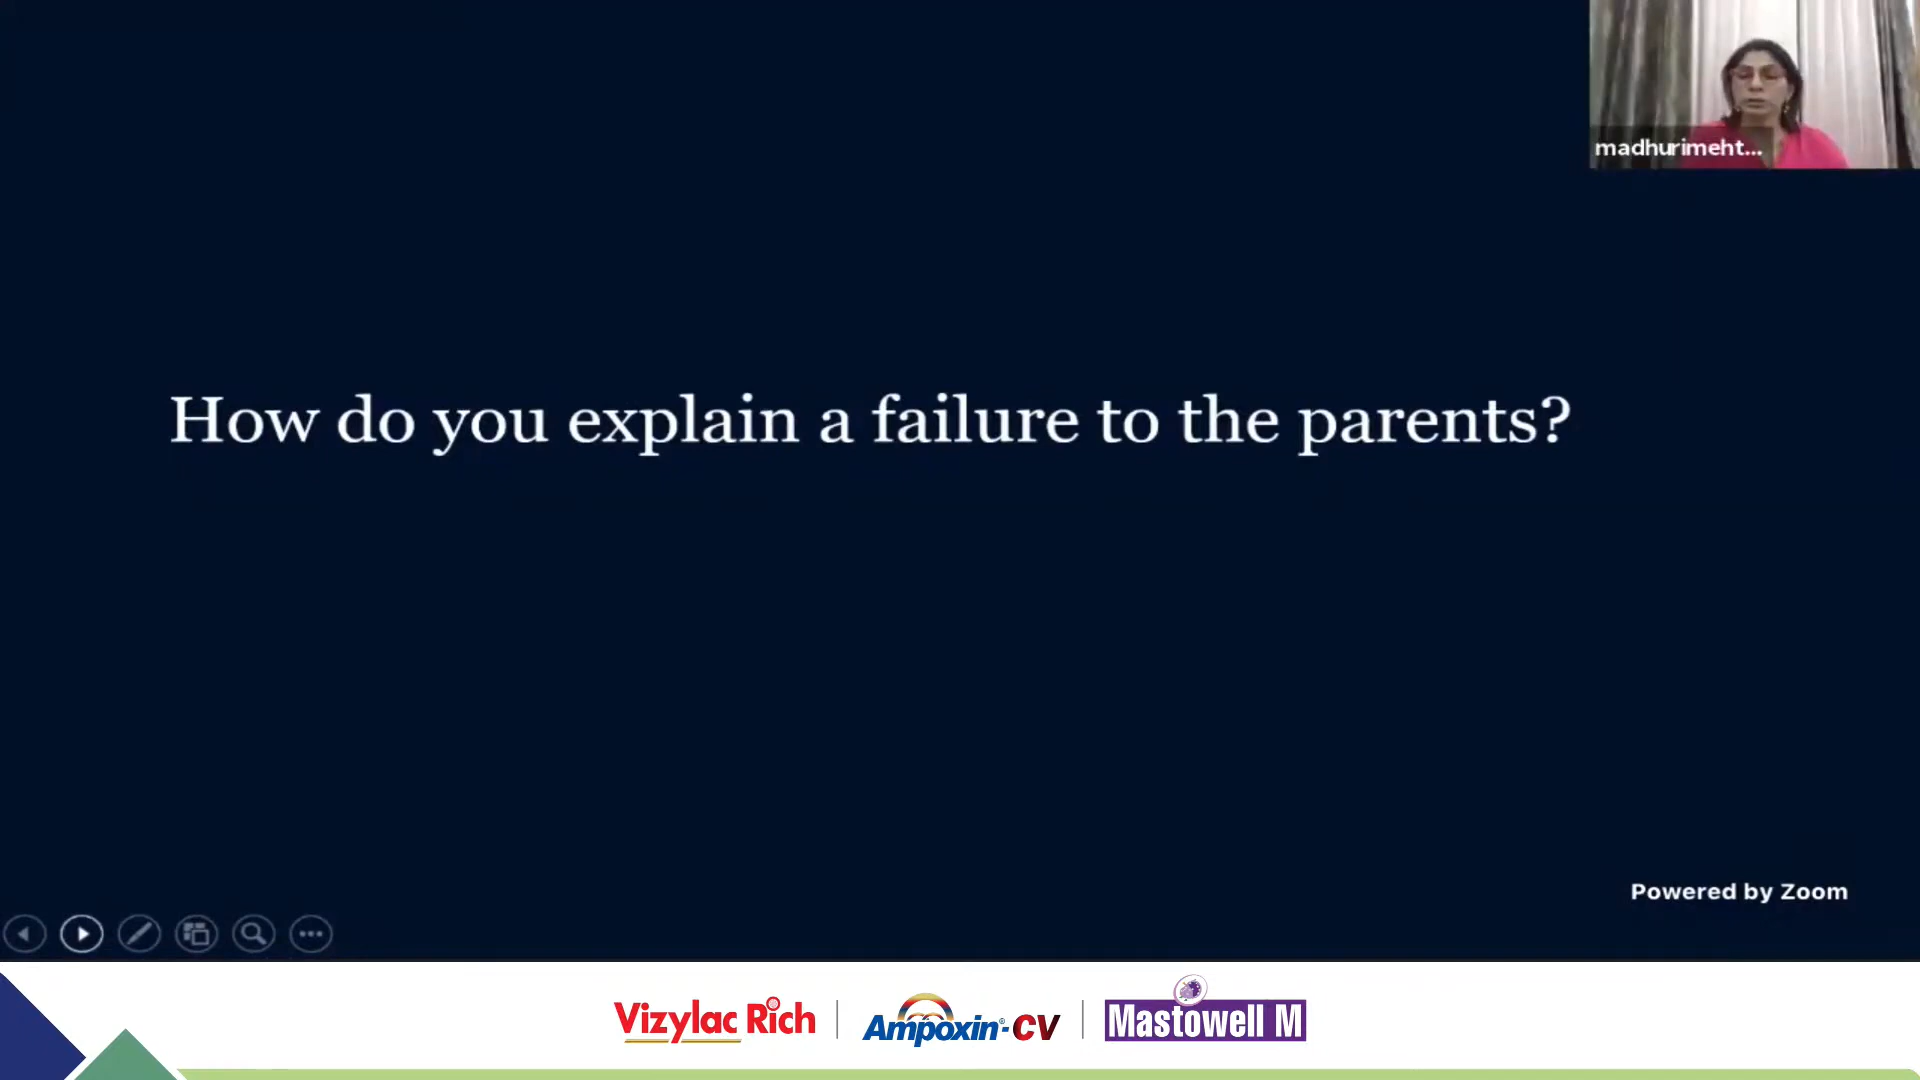 madhurimeht...
How do you explain a failure to the parents?
Powered by Zoom
Vizylac Rich
Ampoxin®-CV
Mastowell M